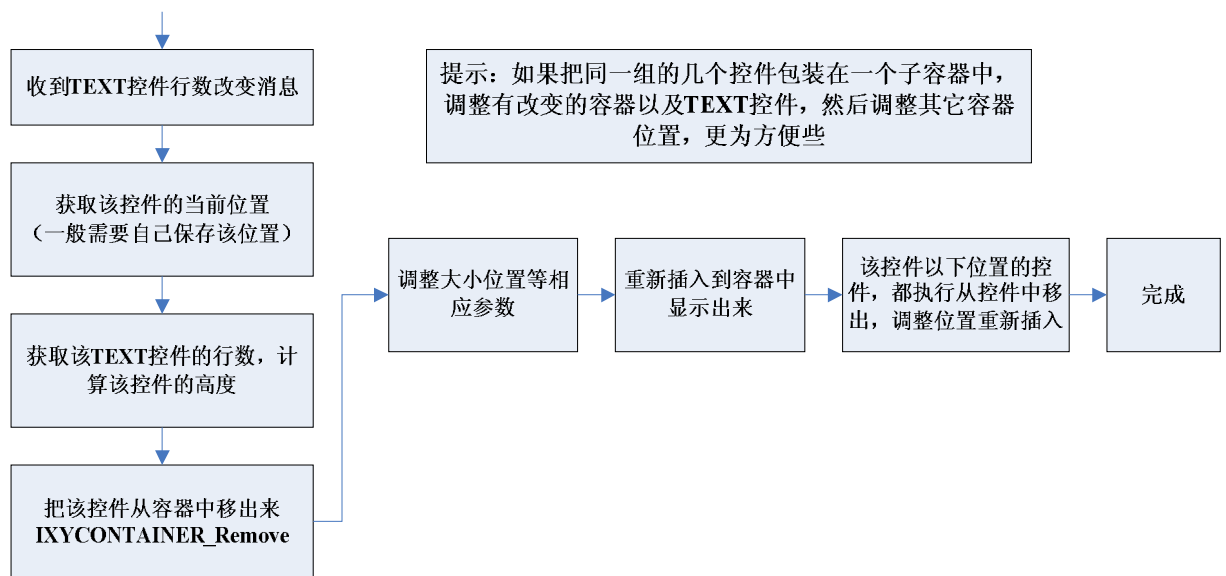 收到TEXT控件行数改变消息
提示：如果把同一组的几个控件包装在一个子容器中，
调整有改变的容器以及TEXT控件，然后调整其它容器
位置，更为方便些
获取该控件的当前位置
（一般需要自己保存该位置）
获取该TEXT控件的行数，计
算该控件的高度
把该控件从容器中移出来
IXYCONTAINER_Remove
调整大小位置等相
应参数
重新插入到容器中
显示出来
该控件以下位置的控
件，都执行从控件中移
出，调整位置重新插入
完成